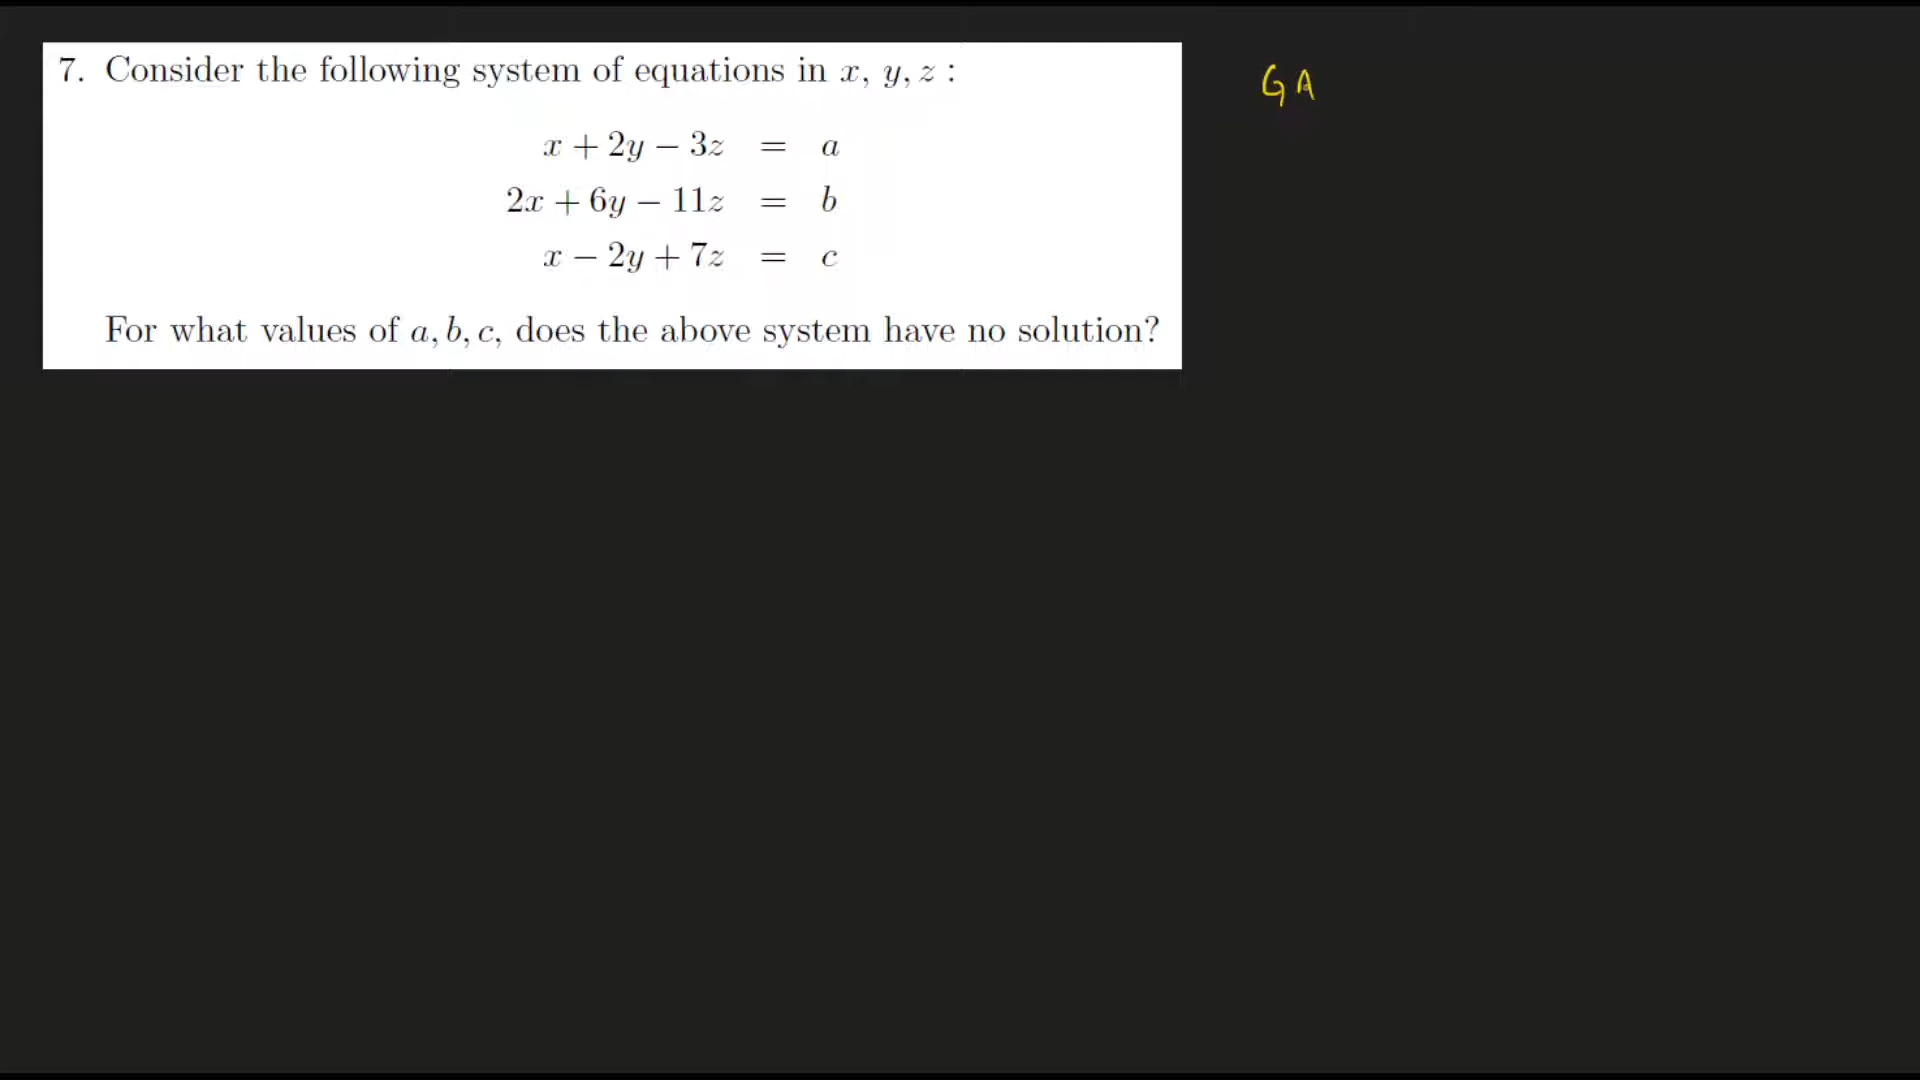 7. Consider the following system of equations in x, y, z :
x + 2y − 3z = a
2x + 6y − 11z = b
x − 2y + 7z = c
For what values of a, b, c, does the above system have no solution?
GA